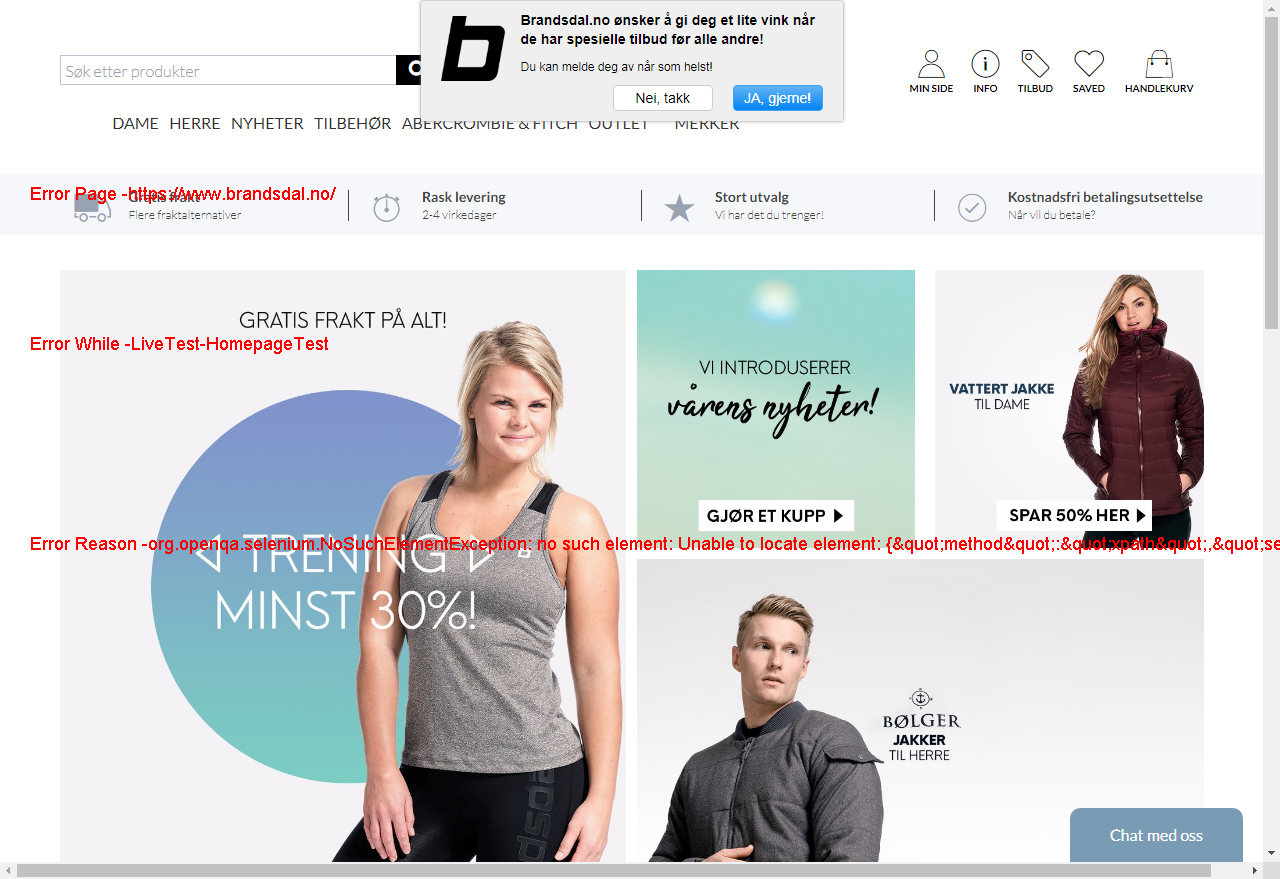 Brandsdal.no ønsker å gi deg et lite vink når
de har spesielle tilbud før alle andre!
Du kan melde deg av når som helst!
Nei, takk
JA, gjerne!
Søk etter produkter
MIN SIDE
INFO
TILBUD
SAVED
HANDLEKURV
DAME HERRE NYHETER TILBEHØR ABERCROMBIE & FITCH OUTLET MERKER
Error Page -https://www.brandsdal.no/
Gratis frakt
Flere fraktalternativer
Rask levering
2-4 virkedager
Stort utvalg
Vi har det du trenger!
Kostnadsfri betalingsutsettelse
Når vil du betale?
GRATIS FRAKT PÅ ALT!
Error While -LiveTest-HomepageTest
VI INTRODUSERER
vårens nyheter!
GJØR ET KUPP
VATTERT JAKKE
TIL DAME
SPAR 50% HER
Error Reason -org.openqa.selenium.NoSuchElementException: no such element: Unable to locate element: {&quot;method&quot;:&quot;xpath&quot;,&quot;se
TRENING
MINST 30%!
BØLGER
JAKKER
TIL HERRE
Chat med oss